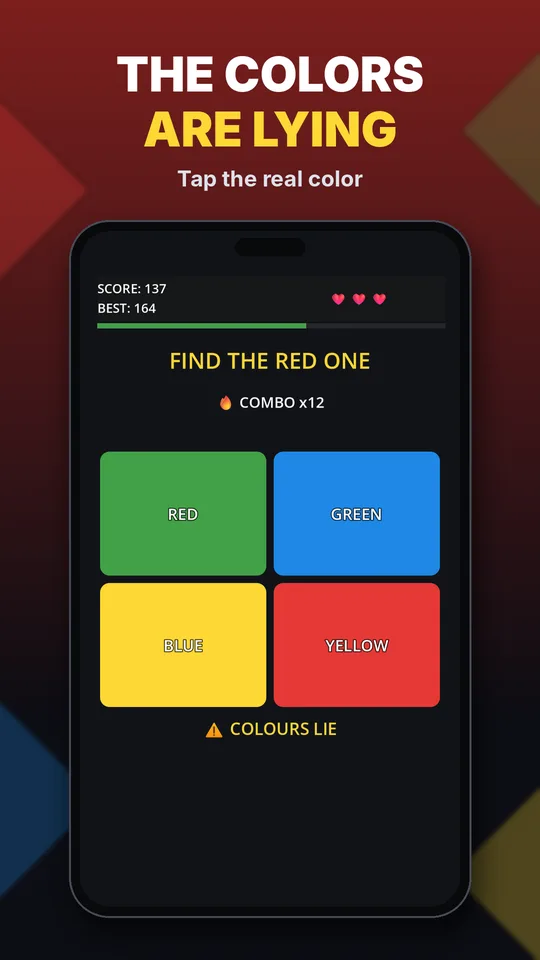 THE COLORS
ARE LYING
Tap the real color
SCORE: 137
BEST: 164
FIND THE RED ONE
COMBO x12
RED
GREEN
BLUE
YELLOW
COLOURS LIE